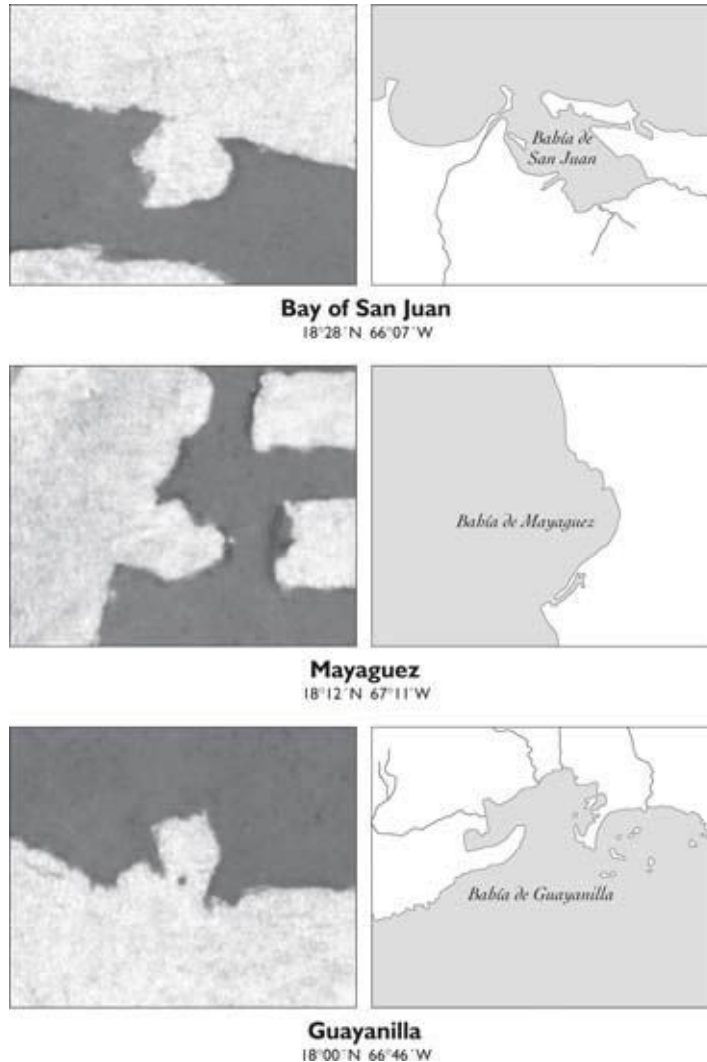 Bahía de
San Juan
Bay of San Juan
18°28´N 66°07´W
Bahía de Mayaguez
Mayaguez
18°12´N 67°11´W
Bahía de Guayanilla
Guayanilla
18°00´N 66°46´W